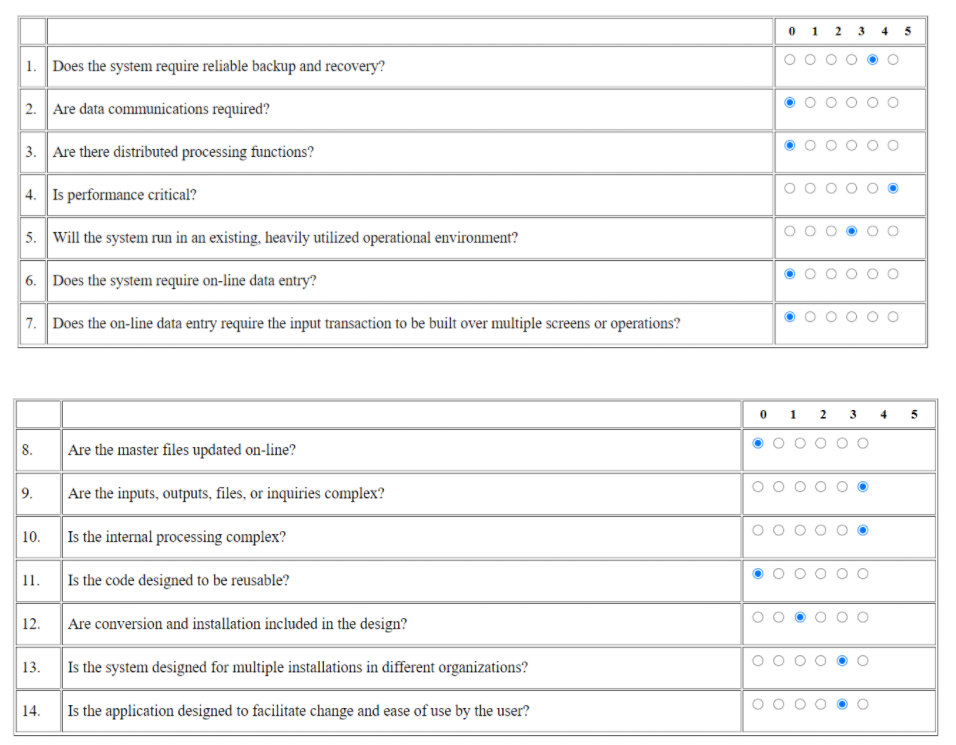 0 1 2 3 4 5
1. Does the system require reliable backup and recovery?
2. Are data communications required?
3. Are there distributed processing functions?
4. Is performance critical?
5. Will the system run in an existing, heavily utilized operational environment?
6. Does the system require on-line data entry?
7. Does the on-line data entry require the input transaction to be built over multiple screens or operations?
0 1 2 3 4 5
8. Are the master files updated on-line?
9. Are the inputs, outputs, files, or inquiries complex?
10. Is the internal processing complex?
11. Is the code designed to be reusable?
12. Are conversion and installation included in the design?
13. Is the system designed for multiple installations in different organizations?
14. Is the application designed to facilitate change and ease of use by the user?